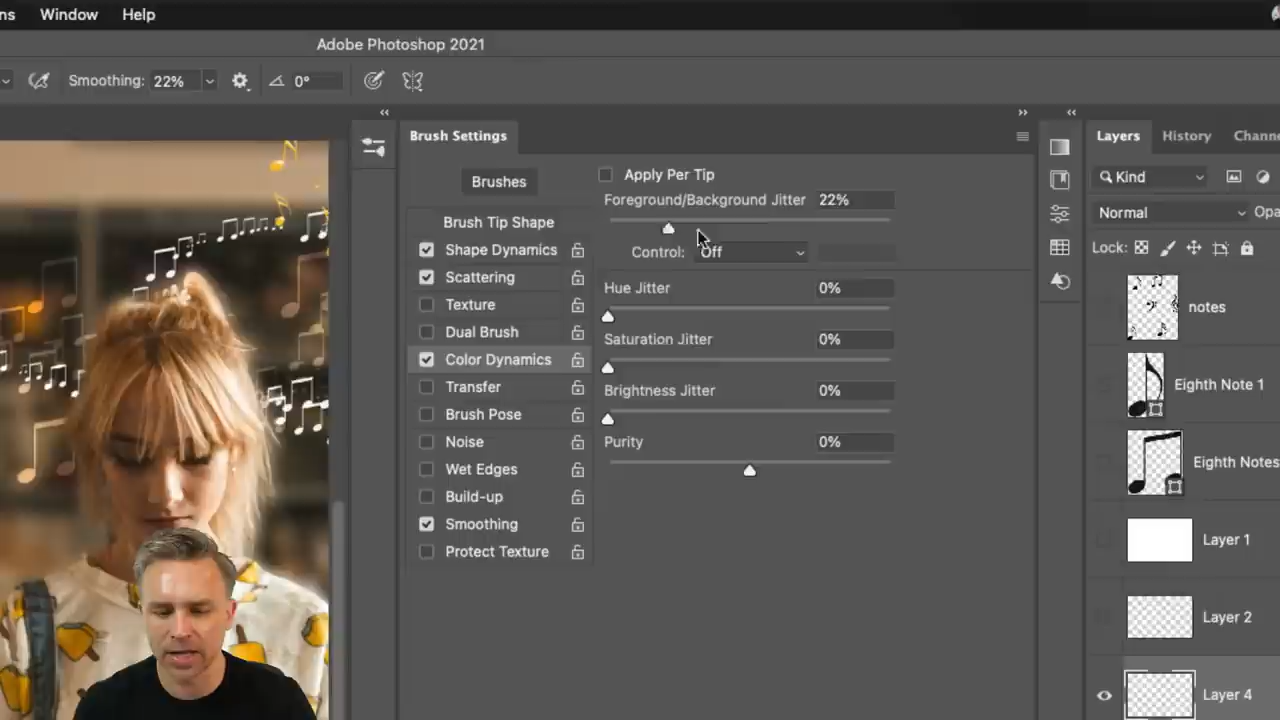 ns Window Help
Adobe Photoshop 2021
Smoothing: 22% 0°
Brush Settings
Brushes
Brush Tip Shape
Shape Dynamics
Scattering
Texture
Dual Brush
Color Dynamics
Transfer
Brush Pose
Noise
Wet Edges
Build-up
Smoothing
Protect Texture
Apply Per Tip
Foreground/Background Jitter 22%
Control: Off
Hue Jitter 0%
Saturation Jitter 0%
Brightness Jitter 0%
Purity 0%
Layers History Chann
Kind
Normal Opa
Lock:
notes
Eighth Note 1
Eighth Notes
Layer 1
Layer 2
Layer 4